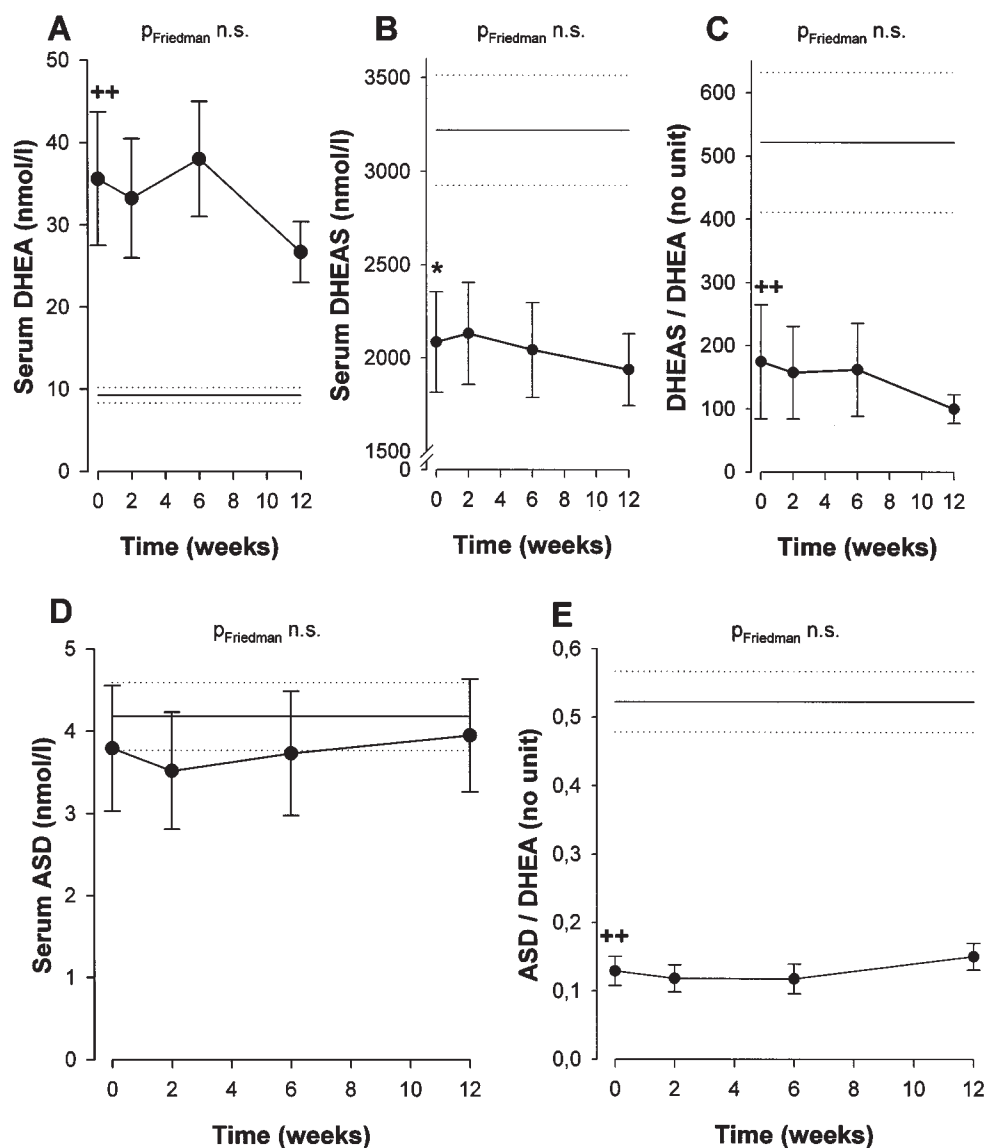 A
pFriedman n.s.
Serum DHEA (nmol/l)
50
40
30
20
10
0
++
0 2 4 6 8 10 12
Time (weeks)
B
pFriedman n.s.
Serum DHEAS (nmol/l)
3500
3000
2500
2000
1500
0
*
0 2 4 6 8 10 12
Time (weeks)
C
pFriedman n.s.
DHEAS / DHEA (no unit)
600
500
400
300
200
100
0
++
0 2 4 6 8 10 12
Time (weeks)
D
pFriedman n.s.
Serum ASD (nmol/l)
5
4
3
2
1
0
0 2 4 6 8 10 12
Time (weeks)
E
pFriedman n.s.
ASD / DHEA (no unit)
0,6
0,5
0,4
0,3
0,2
0,1
0,0
++
0 2 4 6 8 10 12
Time (weeks)